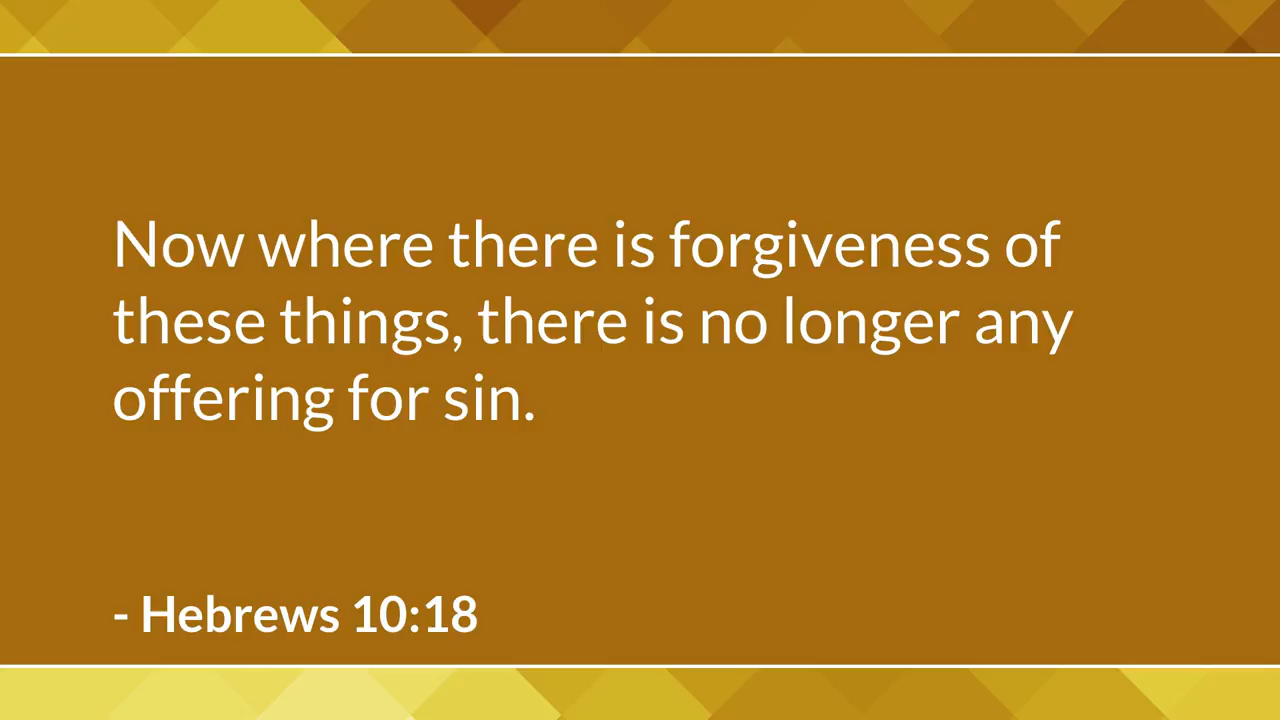 Now where there is forgiveness of
these things, there is no longer any
offering for sin.
- Hebrews 10:18